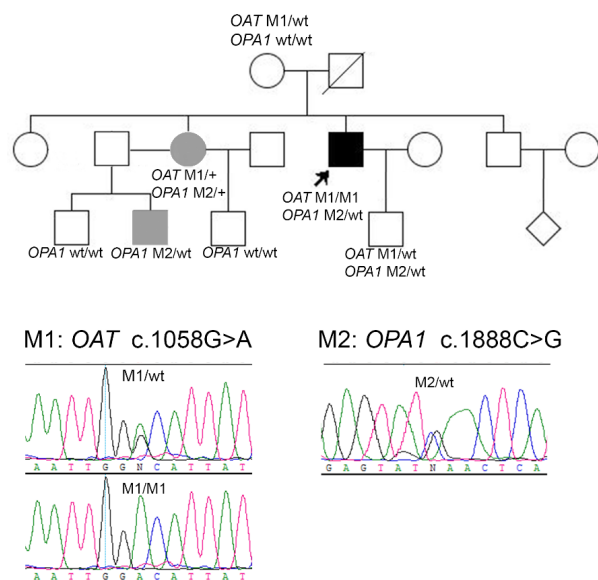 OAT M1/wt
OPA1 wt/wt
OAT M1/+
OPA1 M2/+
OAT M1/M1
OPA1 M2/wt
OPA1 wt/wt
OPA1 M2/wt
OPA1 wt/wt
OAT M1/wt
OPA1 M2/wt
M1: OAT c.1058G>A
M2: OPA1 c.1888C>G
M1/wt
A A T T G G N C A T T A T
M1/M1
A A T T G G A C A T T A T
M2/wt
G A G T A T N A A C T C A